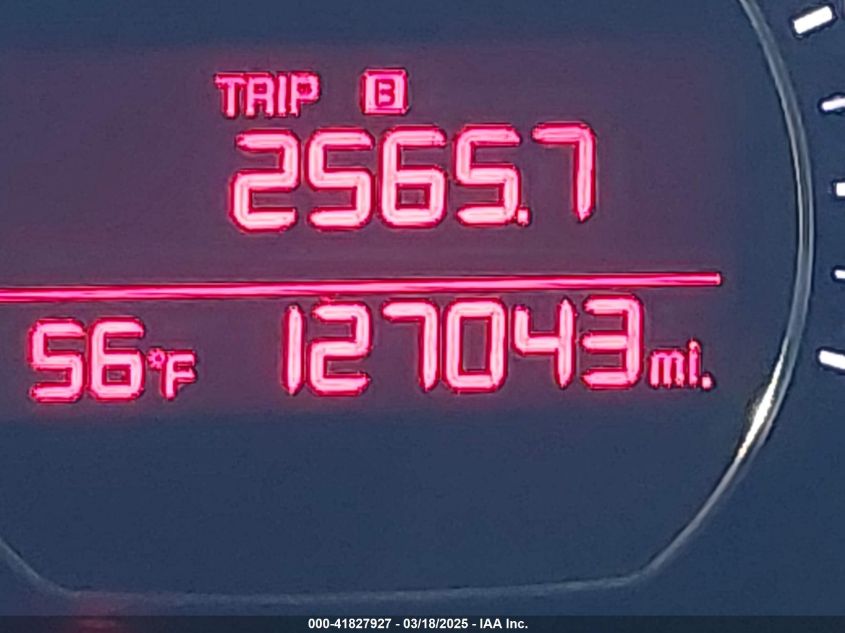 TRIP B
2565.7
56°F 127043 mi.
000-41827927 - 03/18/2025 - IAA Inc.